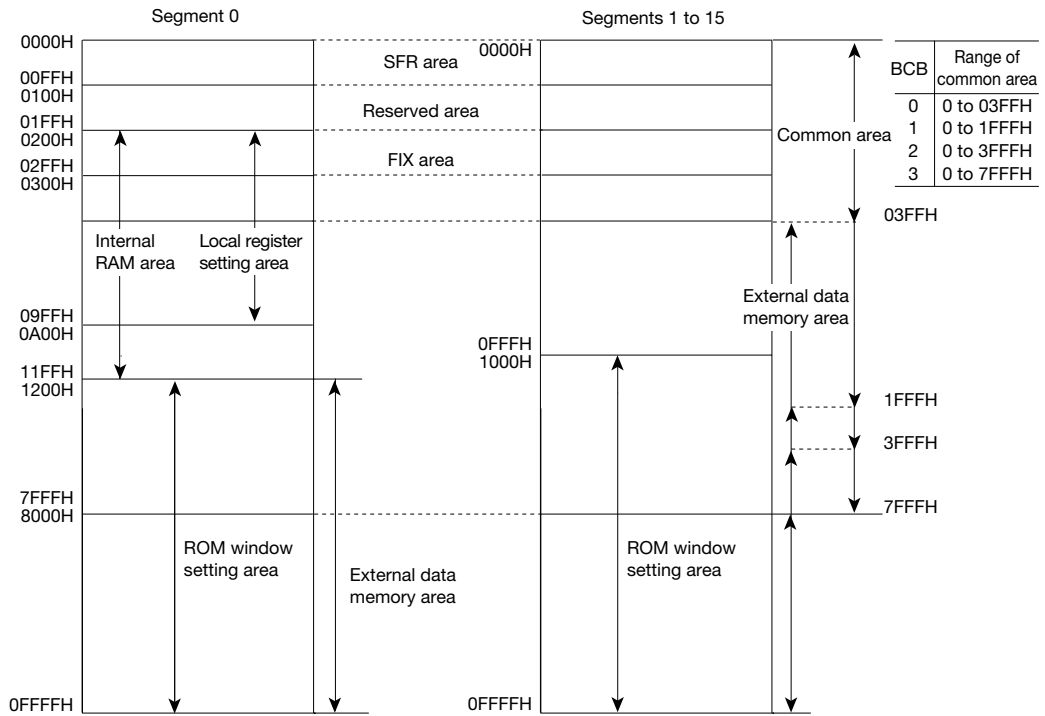 Segment 0
Segments 1 to 15
0000H
00FFH
0100H
01FFH
0200H
02FFH
0300H
Internal
RAM area
Local register
setting area
09FFH
0A00H
11FFH
1200H
7FFFH
8000H
ROM window
setting area
External data
memory area
0FFFFH
SFR area
Reserved area
FIX area
0000H
0FFFH
1000H
ROM window
setting area
0FFFFH
Common area
03FFH
External data
memory area
1FFFH
3FFFH
7FFFH
BCB Range of
common area
0 0 to 03FFH
1 0 to 1FFFH
2 0 to 3FFFH
3 0 to 7FFFH